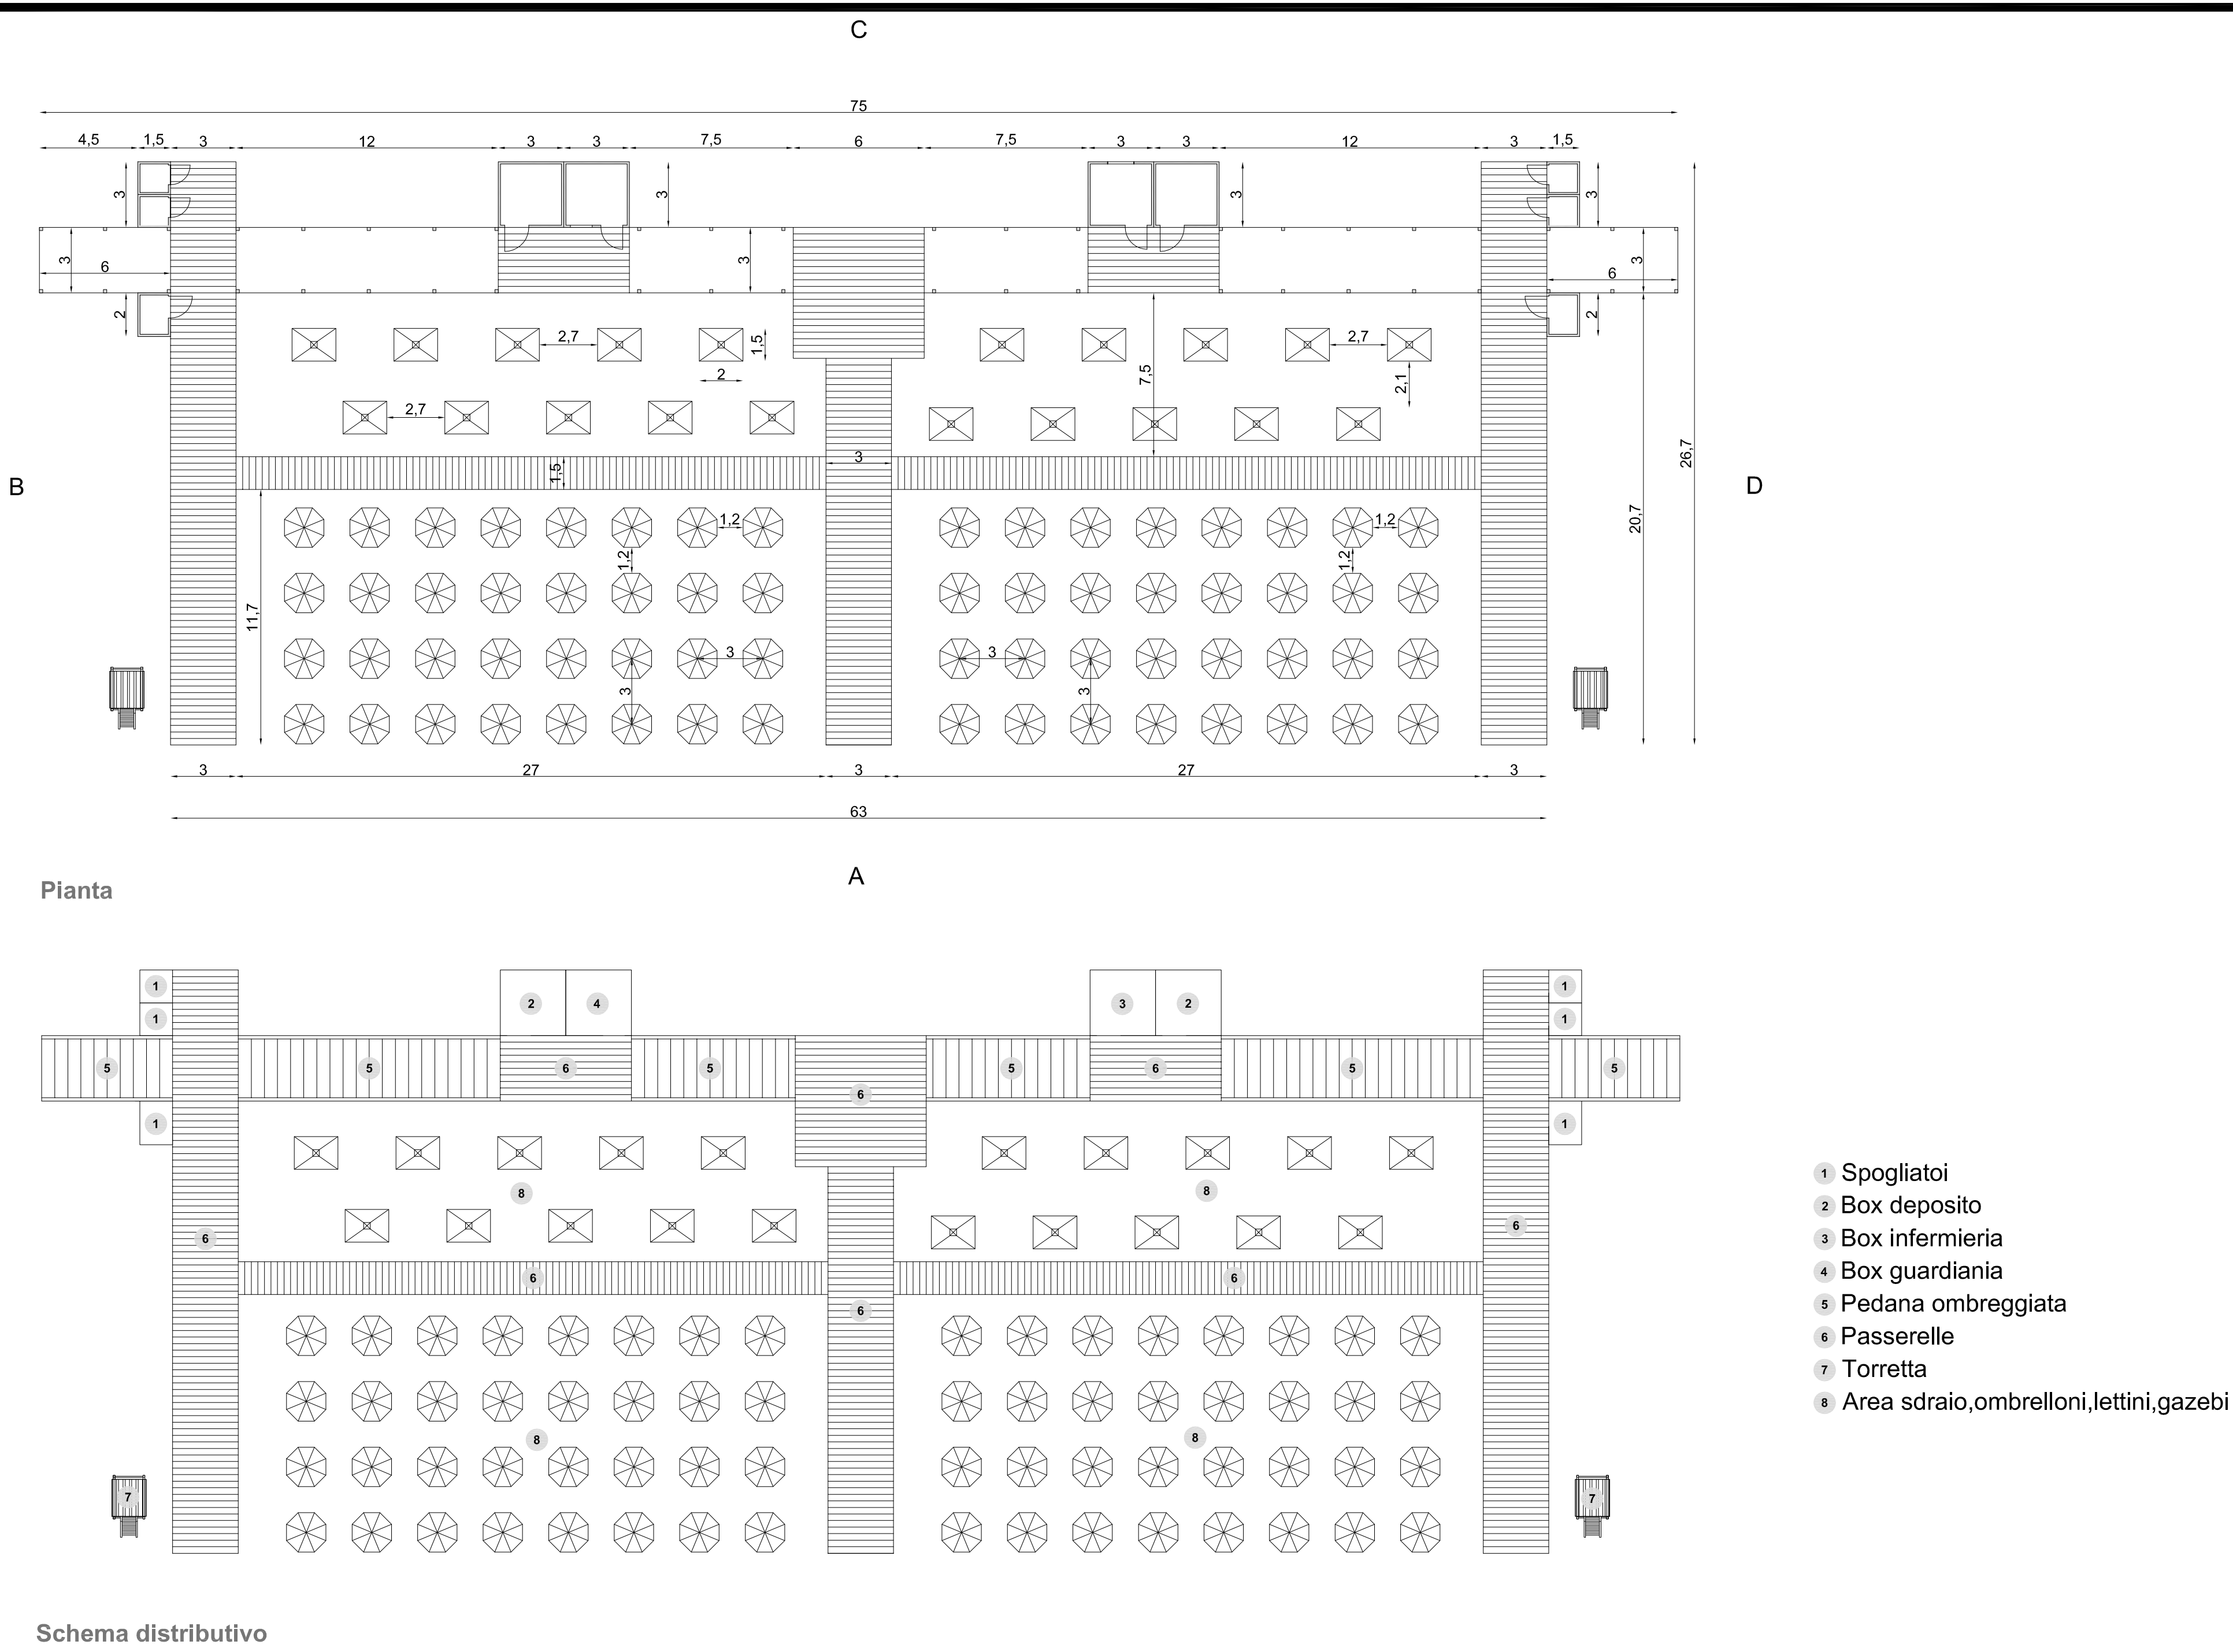 C
75
4,5 1,5 3 12 3 3 7,5 6 7,5 3 3 12 3 1,5
3 3 3 3
3 6 3 3 6
2 2
2,7 1,5 2,7
2 7,5 2,1
2,7
1,5 3 26,7
B D
1,2 1,2 20,7
1,2 1,2
11,7
3 3
3 3
3 27 3 27 3
63
A
Pianta
1 1
2 4 3 2
1 1
5 5 6 5 5 6 5 5
6
1 1
8 8
6 6
6 6
6
8 8
7 7
1 Spogliatoi
2 Box deposito
3 Box infermieria
4 Box guardiania
5 Pedana ombreggiata
6 Passerelle
7 Torretta
8 Area sdraio,ombrelloni,lettini,gazebi
Schema distributivo